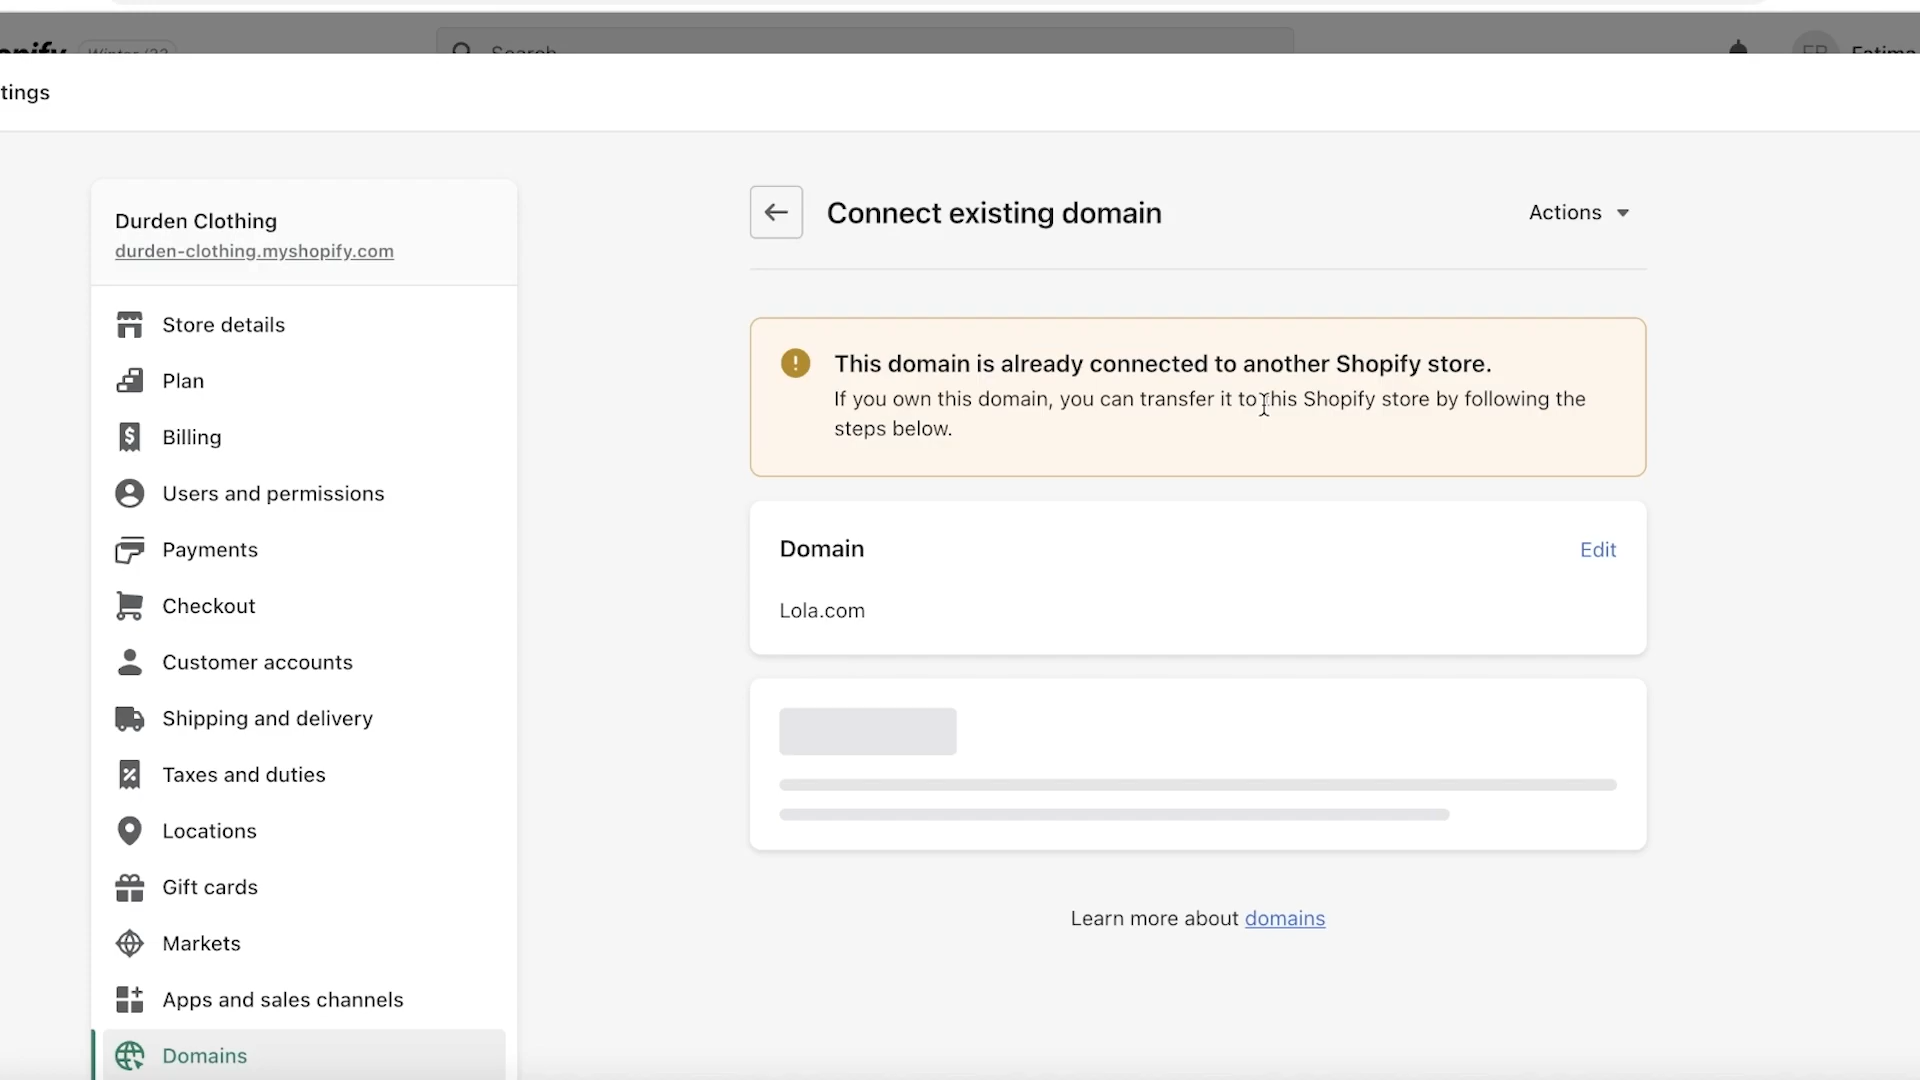 Search
tings
Durden Clothing
durden-clothing.myshopify.com
Store details
Plan
Billing
Users and permissions
Payments
Checkout
Customer accounts
Shipping and delivery
Taxes and duties
Locations
Gift cards
Markets
Apps and sales channels
Domains
Connect existing domain
Actions
This domain is already connected to another Shopify store.
If you own this domain, you can transfer it to this Shopify store by following the
steps below.
Domain
Edit
Lola.com
Learn more about domains